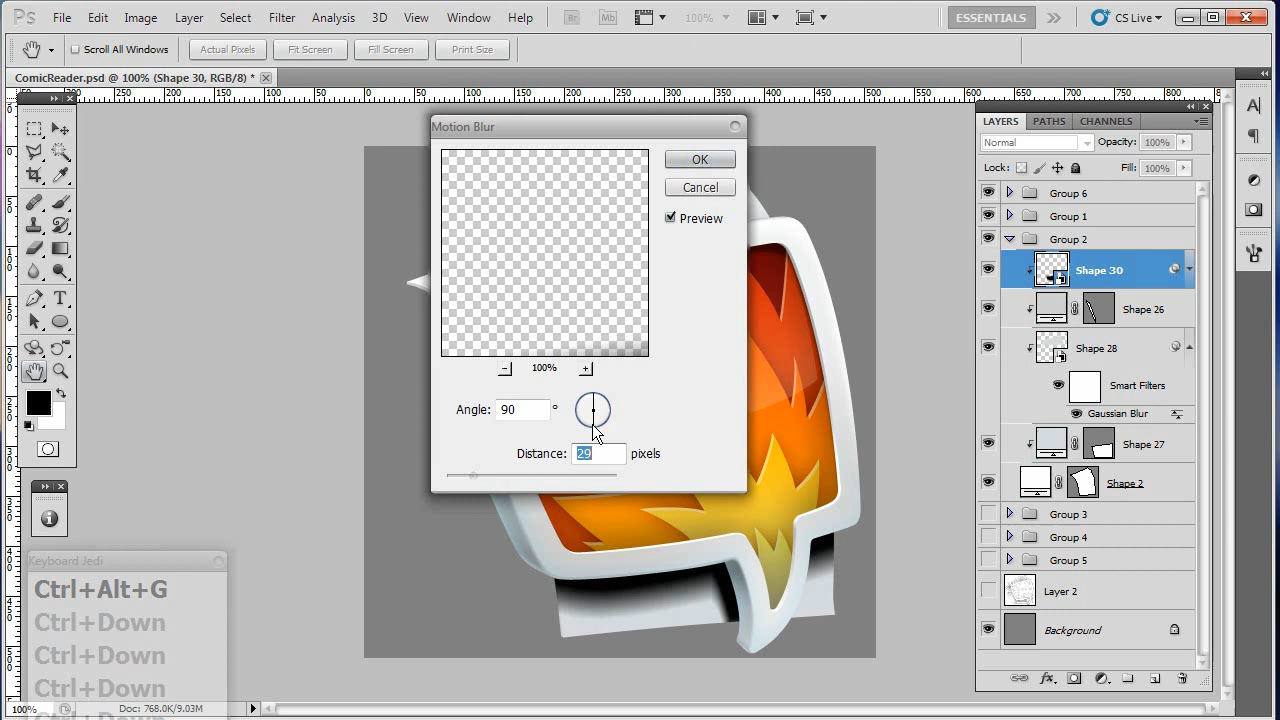 Ps File Edit Image Layer Select Filter Analysis 3D View Window Help Br Mb 100% ESSENTIALS CS Live
Scroll All Windows Actual Pixels Fit Screen Fill Screen Print Size
ComicReader.psd @ 100% (Shape 30, RGB/8) *
Motion Blur
OK
Cancel
Preview
100%
Angle: 90 °
Distance: 29 pixels
LAYERS PATHS CHANNELS
Normal Opacity: 100%
Lock: Fill: 100%
Group 6
Group 1
Group 2
Shape 30
Shape 26
Shape 28
Smart Filters
Gaussian Blur
Shape 27
Shape 2
Group 3
Group 4
Group 5
Layer 2
Background
Keyboard Jedi
Ctrl+Alt+G
Ctrl+Down
Ctrl+Down
Ctrl+Down
100% Doc: 768.0K/9.03M